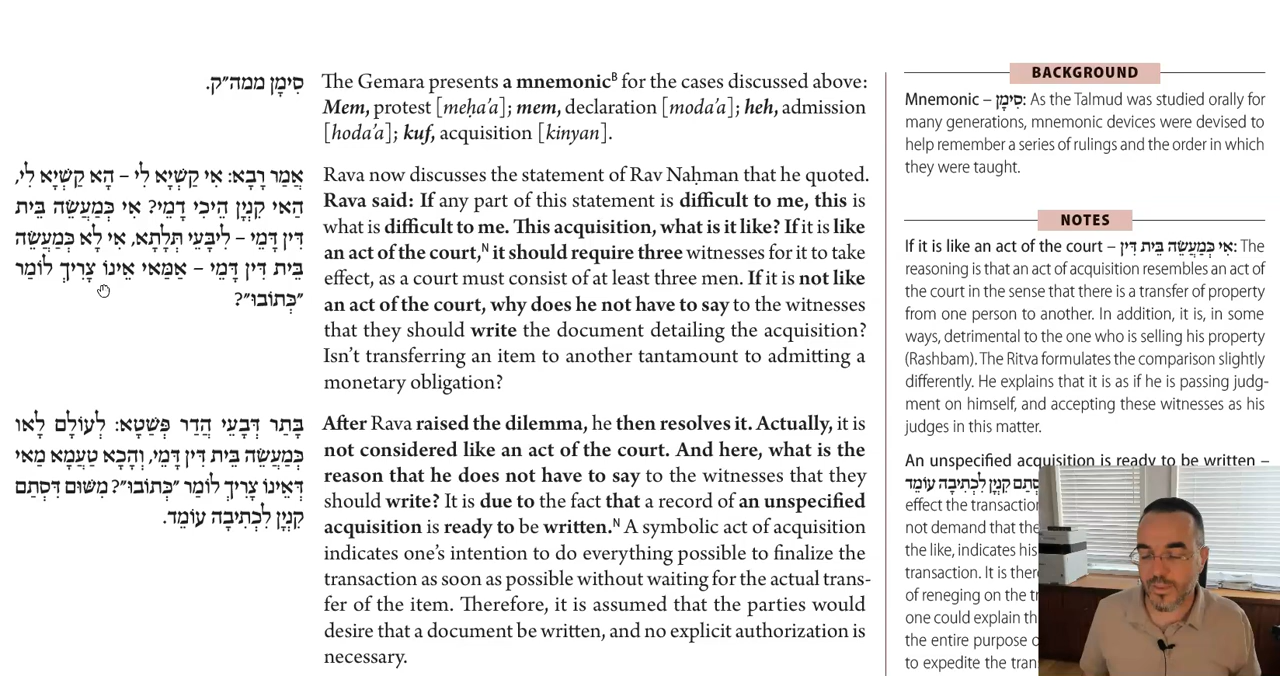 סִימָן ממה״ק.
אֲמַר רָבָא: אִי קַשְׁיָא לִי – הָא קַשְׁיָא לִי,
הַאי קִנְיָן הֵיכִי דָּמֵי? אִי כְּמַעֲשֵׂה בֵּית
דִּין דָּמֵי – לִיבָּעֵי תְּלָתָא, אִי לָא כְּמַעֲשֵׂה
בֵּית דִּין דָּמֵי – אַמַּאי אֵינוֹ צָרִיךְ לוֹמַר
״כְּתוֹבוּ״?
בָּתַר דְּבָעֵי הֲדַר פְּשַׁטָא: לְעוֹלָם לָאו
כְּמַעֲשֵׂה בֵּית דִּין דָּמֵי, וְהָכָא טַעֲמָא מַאי
דְּאֵינוֹ צָרִיךְ לוֹמַר ״כְּתוֹבוּ״? מִשּׁוּם דִּסְתַם
קִנְיָן לִכְתִיבָה עוֹמֵד.
The Gemara presents a mnemonicᴮ for the cases discussed above:
Mem, protest [meḥa'a]; mem, declaration [moda'a]; heh, admission
[hoda'a]; kuf, acquisition [kinyan].
Rava now discusses the statement of Rav Naḥman that he quoted.
Rava said: If any part of this statement is difficult to me, this is
what is difficult to me. This acquisition, what is it like? If it is like
an act of the court,ᴺ it should require three witnesses for it to take
effect, as a court must consist of at least three men. If it is not like
an act of the court, why does he not have to say to the witnesses
that they should write the document detailing the acquisition?
Isn't transferring an item to another tantamount to admitting a
monetary obligation?
After Rava raised the dilemma, he then resolves it. Actually, it is
not considered like an act of the court. And here, what is the
reason that he does not have to say to the witnesses that they
should write? It is due to the fact that a record of an unspecified
acquisition is ready to be written.ᴺ A symbolic act of acquisition
indicates one's intention to do everything possible to finalize the
transaction as soon as possible without waiting for the actual trans-
fer of the item. Therefore, it is assumed that the parties would
desire that a document be written, and no explicit authorization is
necessary.
BACKGROUND
Mnemonic – סִימָן: As the Talmud was studied orally for
many generations, mnemonic devices were devised to
help remember a series of rulings and the order in which
they were taught.
NOTES
If it is like an act of the court – אִי כְּמַעֲשֵׂה בֵּית דִּין: The
reasoning is that an act of acquisition resembles an act of
the court in the sense that there is a transfer of property
from one person to another. In addition, it is, in some
ways, detrimental to the one who is selling his property
(Rashbam). The Ritva formulates the comparison slightly
differently. He explains that it is as if he is passing judg-
ment on himself, and accepting these witnesses as his
judges in this matter.
An unspecified acquisition is ready to be written –
קִנְיָן לִכְתִיבָה עוֹמֵד
effect the transaction
not demand that the
the like, indicates his
transaction. It is
of reneging on the
one could explain
the entire purpose
to expedite the